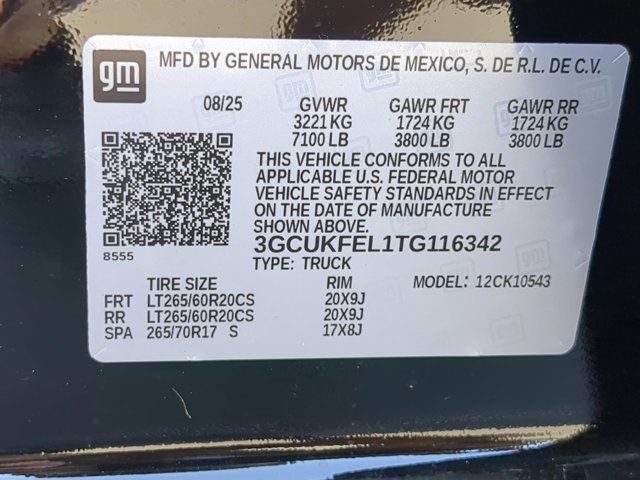 gm MFD BY GENERAL MOTORS DE MEXICO, S. DE R.L. DE C.V.
08/25 GVWR GAWR FRT GAWR RR
3221 KG 1724 KG 1724 KG
7100 LB 3800 LB 3800 LB
THIS VEHICLE CONFORMS TO ALL
APPLICABLE U.S. FEDERAL MOTOR
VEHICLE SAFETY STANDARDS IN EFFECT
ON THE DATE OF MANUFACTURE
SHOWN ABOVE.
8555 3GCUKFEL1TG116342
TYPE: TRUCK MODEL: 12CK10543
TIRE SIZE RIM
FRT LT265/60R20CS 20X9J
RR LT265/60R20CS 20X9J
SPA 265/70R17 S 17X8J